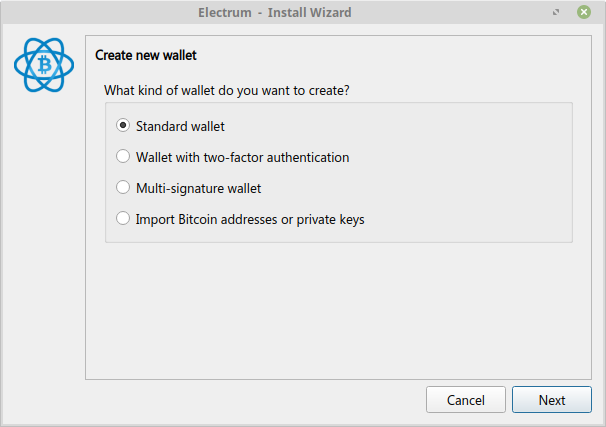 Electrum - Install Wizard
Create new wallet
What kind of wallet do you want to create?
Standard wallet
Wallet with two-factor authentication
Multi-signature wallet
Import Bitcoin addresses or private keys
Cancel
Next